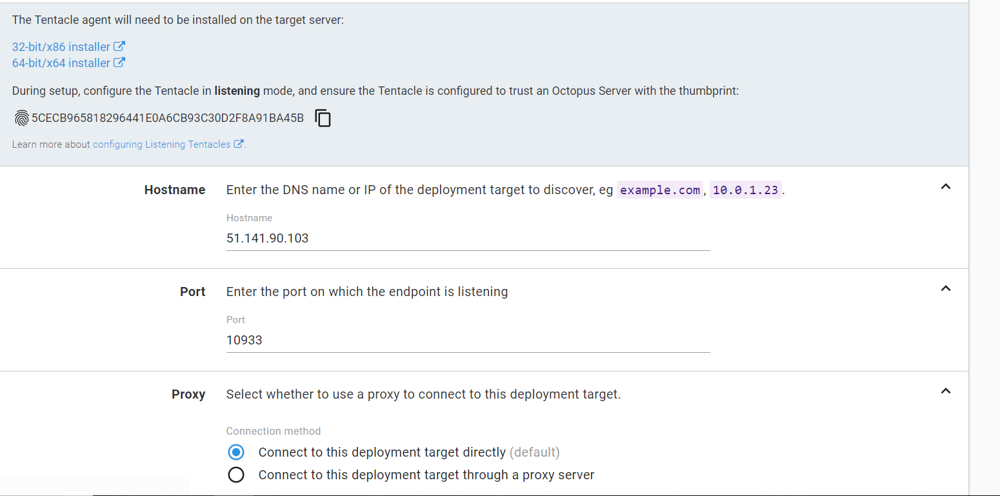 The Tentacle agent will need to be installed on the target server:
32-bit/x86 installer
64-bit/x64 installer
During setup, configure the Tentacle in listening mode, and ensure the Tentacle is configured to trust an Octopus Server with the thumbprint:
5CECB965818296441E0A6CB93C30D2F8A91BA45B
Learn more about configuring Listening Tentacles.
Hostname Enter the DNS name or IP of the deployment target to discover, eg example.com, 10.0.1.23.
Hostname
51.141.90.103
Port Enter the port on which the endpoint is listening
Port
10933
Proxy Select whether to use a proxy to connect to this deployment target.
Connection method
Connect to this deployment target directly (default)
Connect to this deployment target through a proxy server